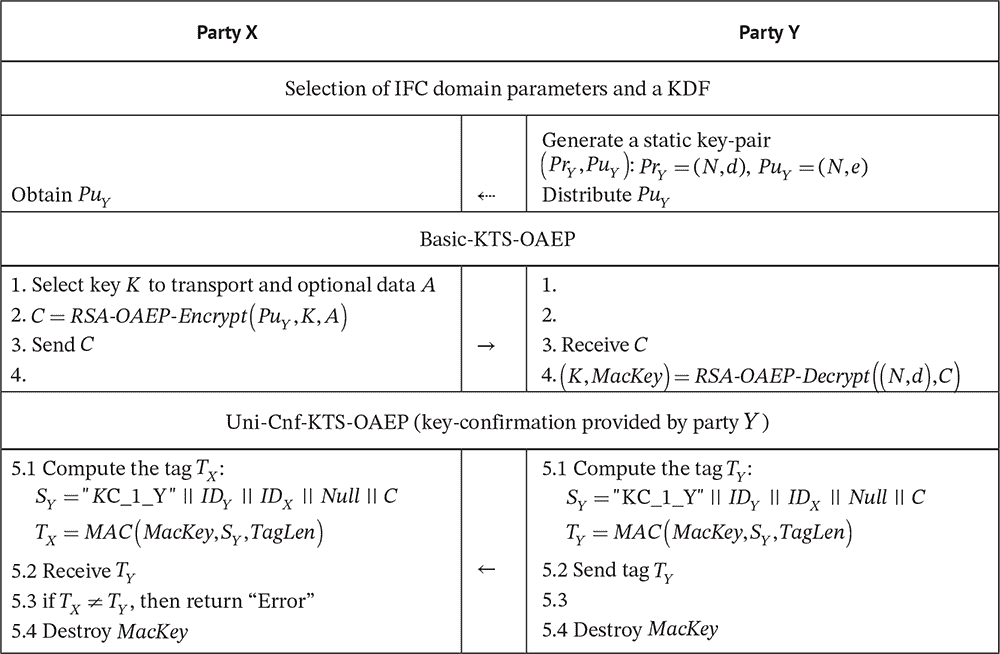 Party X
Party Y
Selection of IFC domain parameters and a KDF
Generate a static key-pair
(Pr_Y, Pu_Y): Pr_Y = (N,d), Pu_Y = (N,e)
Obtain Pu_Y
⇠
Distribute Pu_Y
Basic-KTS-OAEP
1. Select key K to transport and optional data A
1.
2. C = RSA-OAEP-Encrypt(Pu_Y, K, A)
2.
3. Send C
→
3. Receive C
4.
4. (K, MacKey) = RSA-OAEP-Decrypt((N,d),C)
Uni-Cnf-KTS-OAEP (key-confirmation provided by party Y)
5.1 Compute the tag T_X:
S_Y = "KC_1_Y" || ID_Y || ID_X || Null || C
T_X = MAC(MacKey, S_Y, TagLen)
5.2 Receive T_Y
5.3 if T_X ≠ T_Y, then return “Error”
5.4 Destroy MacKey
←
5.1 Compute the tag T_Y:
S_Y = "KC_1_Y" || ID_Y || ID_X || Null || C
T_Y = MAC(MacKey, S_Y, TagLen)
5.2 Send tag T_Y
5.3
5.4 Destroy MacKey